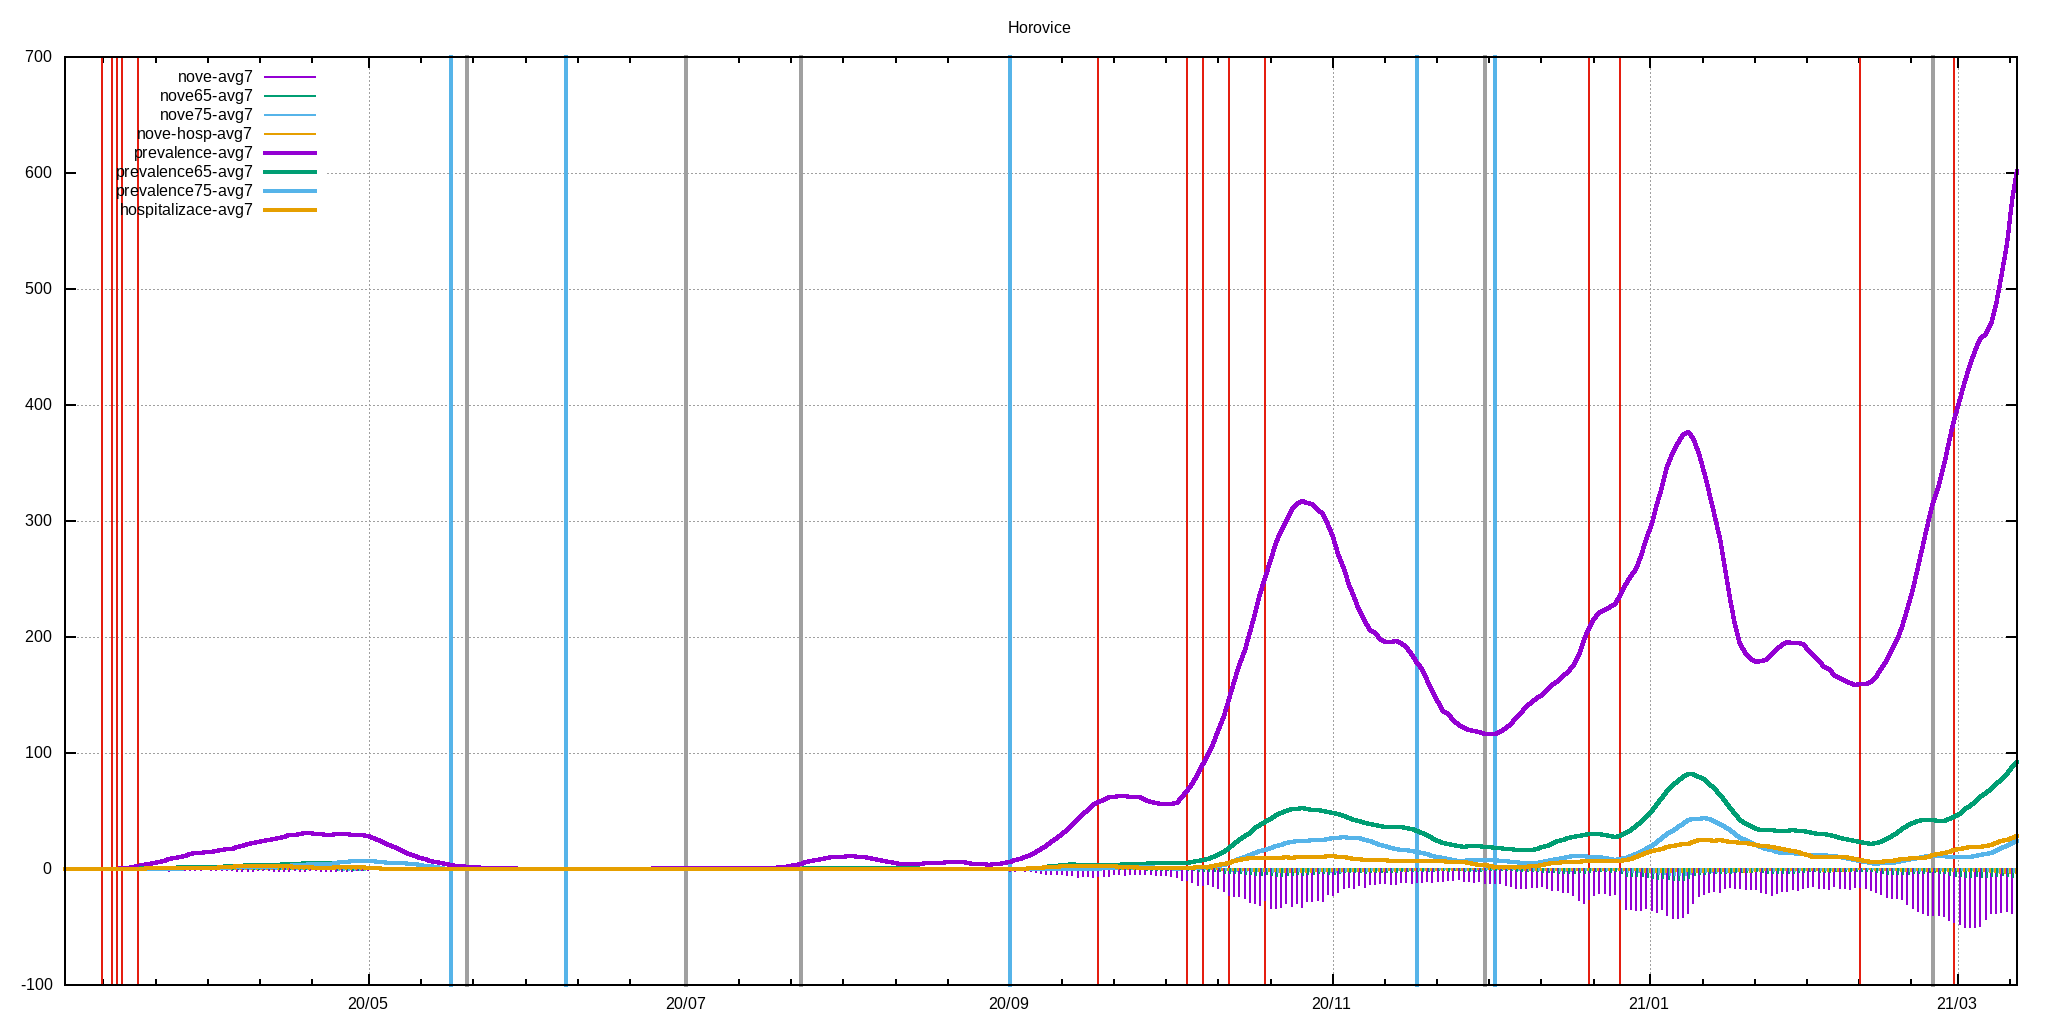 Horovice
700
600
500
400
300
200
100
0
-100
nove-avg7
nove65-avg7
nove75-avg7
nove-hosp-avg7
prevalence-avg7
prevalence65-avg7
prevalence75-avg7
hospitalizace-avg7
20/05 20/07 20/09 20/11 21/01 21/03